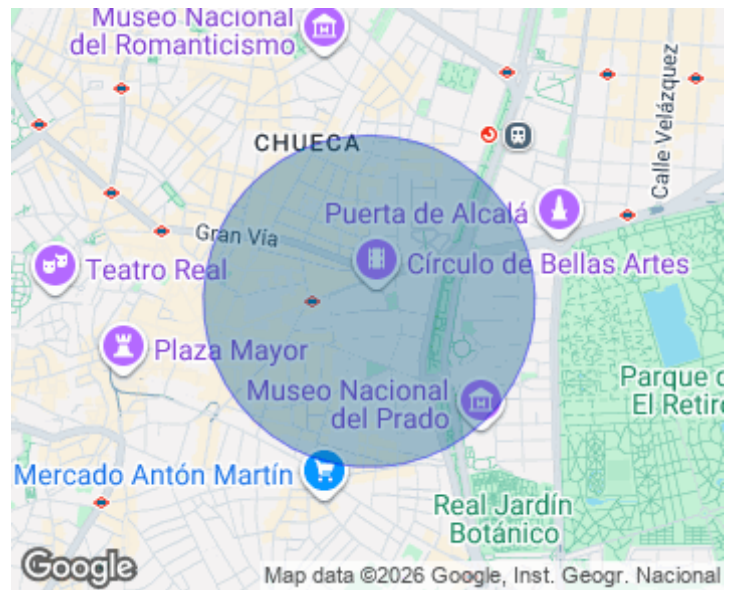 Museo Nacional
del Romanticismo
CHUECA
Calle Velázquez
Puerta de Alcalá
Gran Vía
Círculo de Bellas Artes
Teatro Real
Plaza Mayor
Museo Nacional
del Prado
Parque d
El Retiro
Mercado Antón Martín
Real Jardín
Botánico
Google
Map data ©2026 Google, Inst. Geogr. Nacional